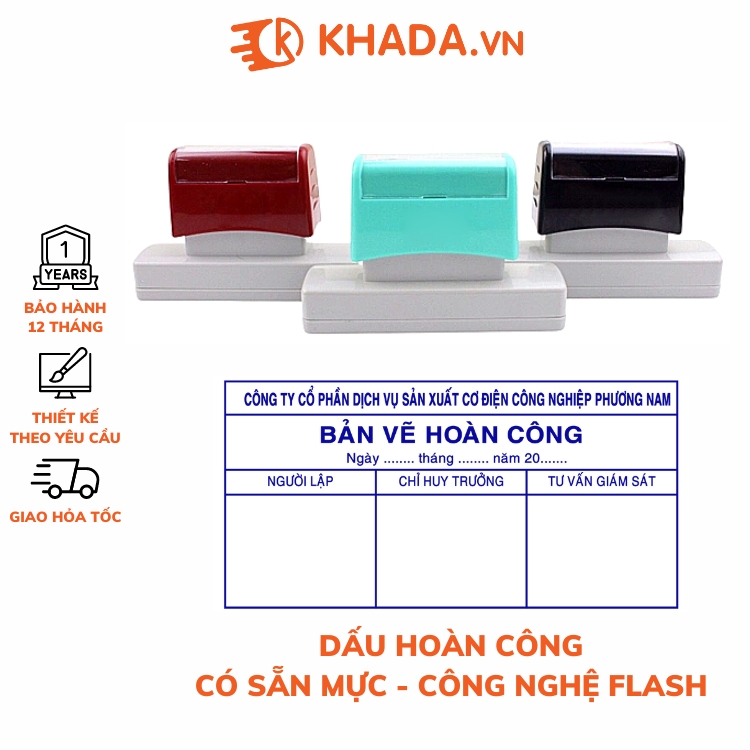 KHADA.vn
1
YEARS
BẢO HÀNH
12 THÁNG
THIẾT KẾ
THEO YÊU CẦU
GIAO HỎA TỐC
CÔNG TY CỔ PHẦN DỊCH VỤ SẢN XUẤT CƠ ĐIỆN CÔNG NGHIỆP PHƯƠNG NAM
BẢN VẼ HOÀN CÔNG
Ngày ........ tháng ........ năm 20.......
NGƯỜI LẬP
CHỈ HUY TRƯỞNG
TƯ VẤN GIÁM SÁT
DẤU HOÀN CÔNG
CÓ SẴN MỰC - CÔNG NGHỆ FLASH